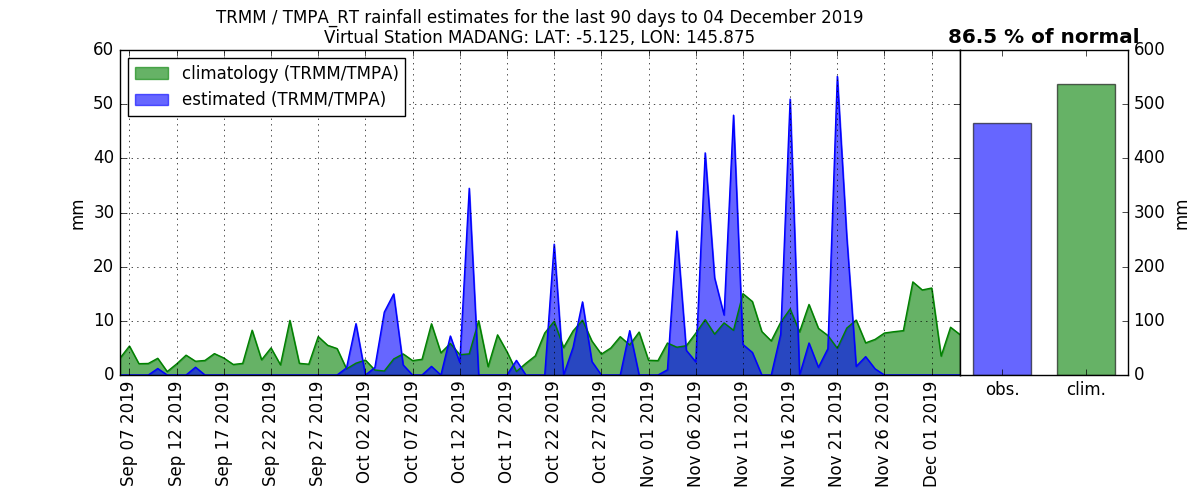 TRMM / TMPA_RT rainfall estimates for the last 90 days to 04 December 2019
Virtual Station MADANG: LAT: -5.125, LON: 145.875
86.5 % of normal
climatology (TRMM/TMPA)
estimated (TRMM/TMPA)
mm
60
50
40
30
20
10
0
Sep 07 2019
Sep 12 2019
Sep 17 2019
Sep 22 2019
Sep 27 2019
Oct 02 2019
Oct 07 2019
Oct 12 2019
Oct 17 2019
Oct 22 2019
Oct 27 2019
Nov 01 2019
Nov 06 2019
Nov 11 2019
Nov 16 2019
Nov 21 2019
Nov 26 2019
Dec 01 2019
obs.
clim.
600
500
400
300
200
100
0
mm